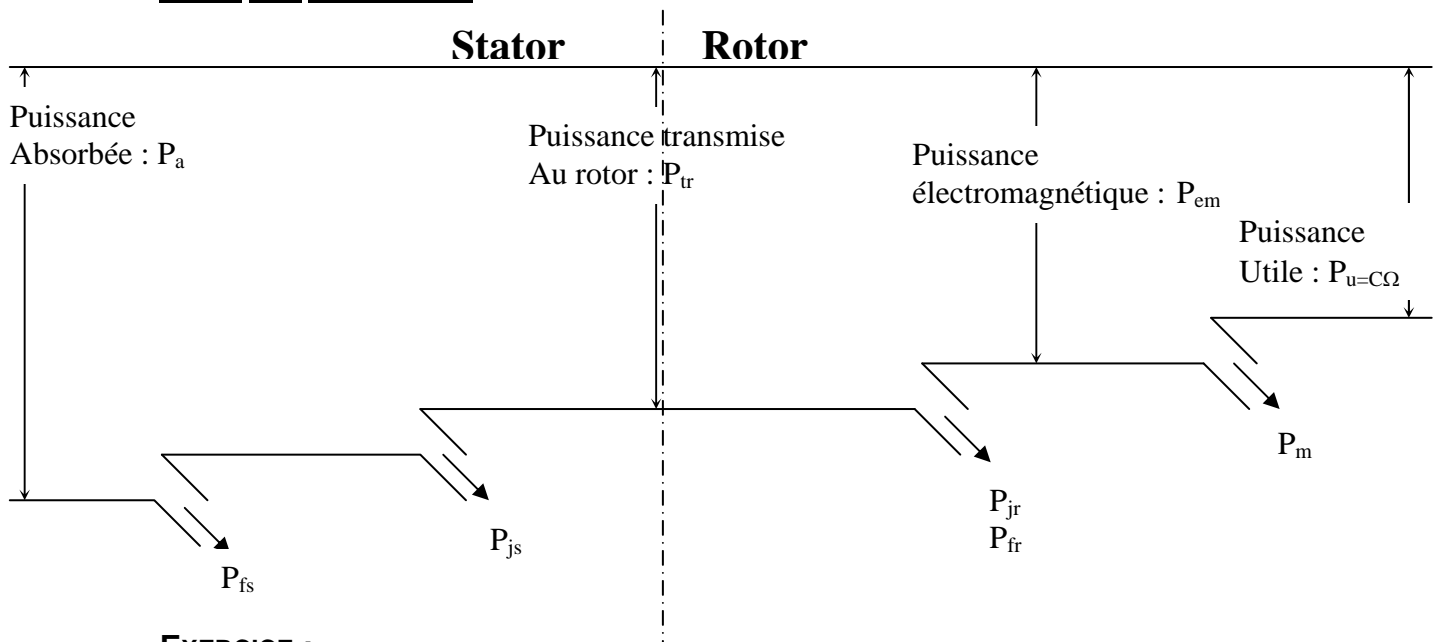 Stator Rotor
Puissance
Absorbée : Pa
Puissance transmise
Au rotor : Ptr
Puissance
électromagnétique : Pem
Puissance
Utile : Pu=CΩ
Pm
Pjr
Pfr
Pjs
Pfs